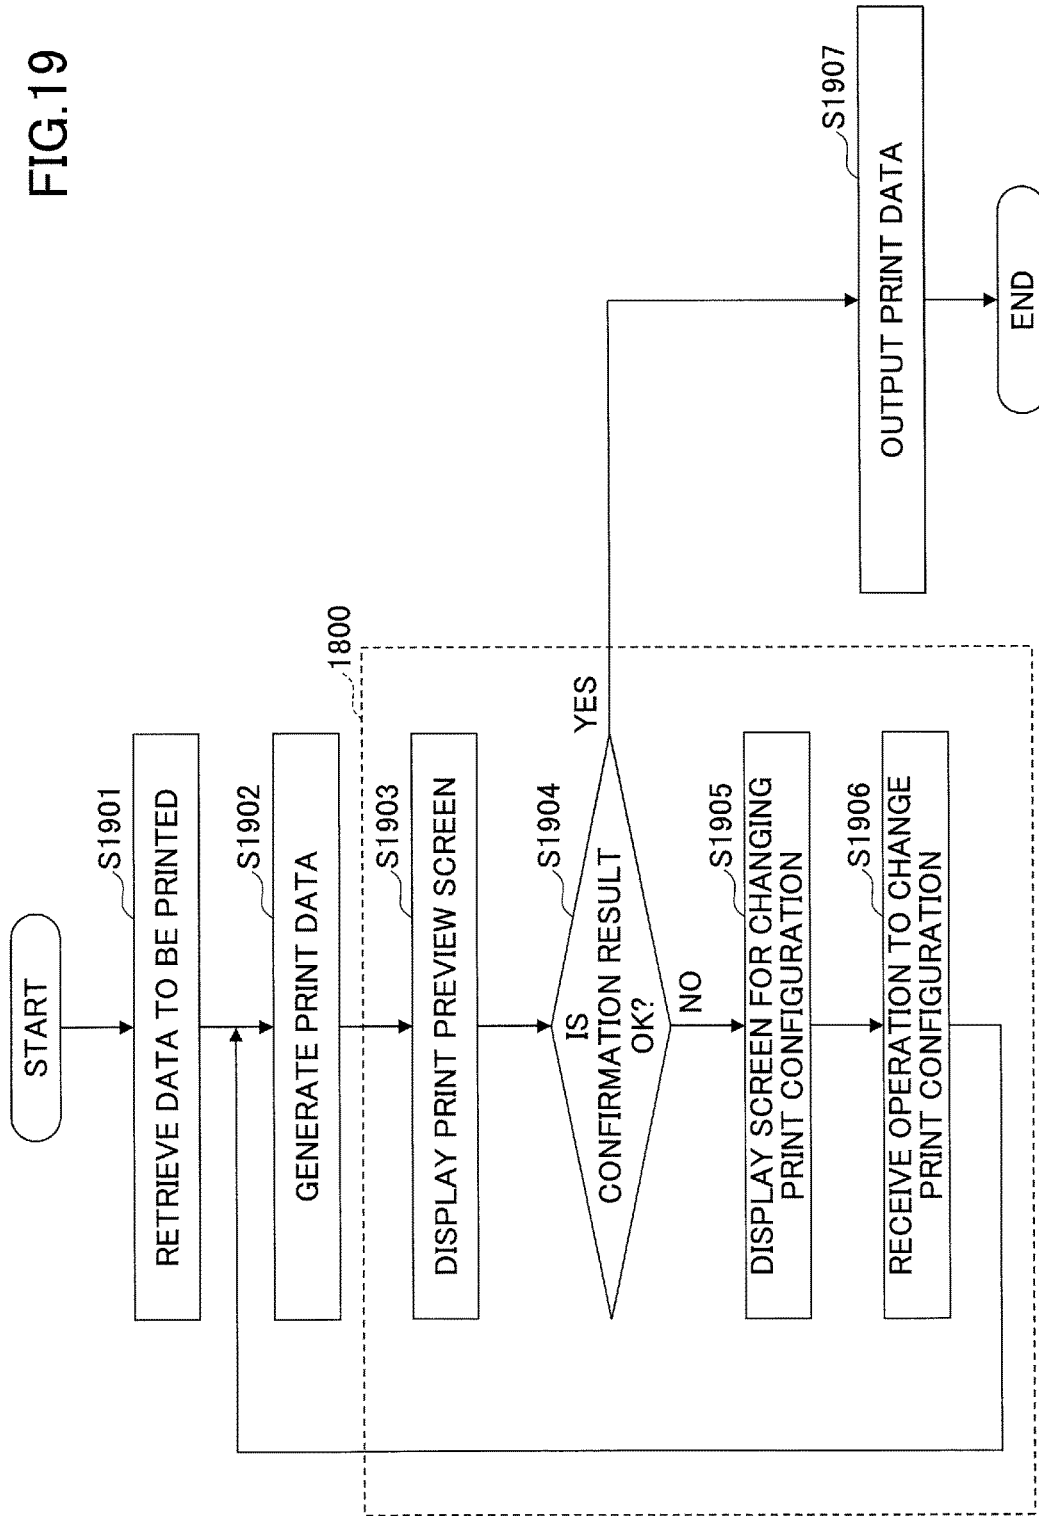 FIG.19
START
S1901
RETRIEVE DATA TO BE PRINTED
S1902
GENERATE PRINT DATA
1800
S1903
DISPLAY PRINT PREVIEW SCREEN
S1904
IS
CONFIRMATION RESULT
OK?
YES
NO
S1905
DISPLAY SCREEN FOR CHANGING
PRINT CONFIGURATION
S1906
RECEIVE OPERATION TO CHANGE
PRINT CONFIGURATION
S1907
OUTPUT PRINT DATA
END